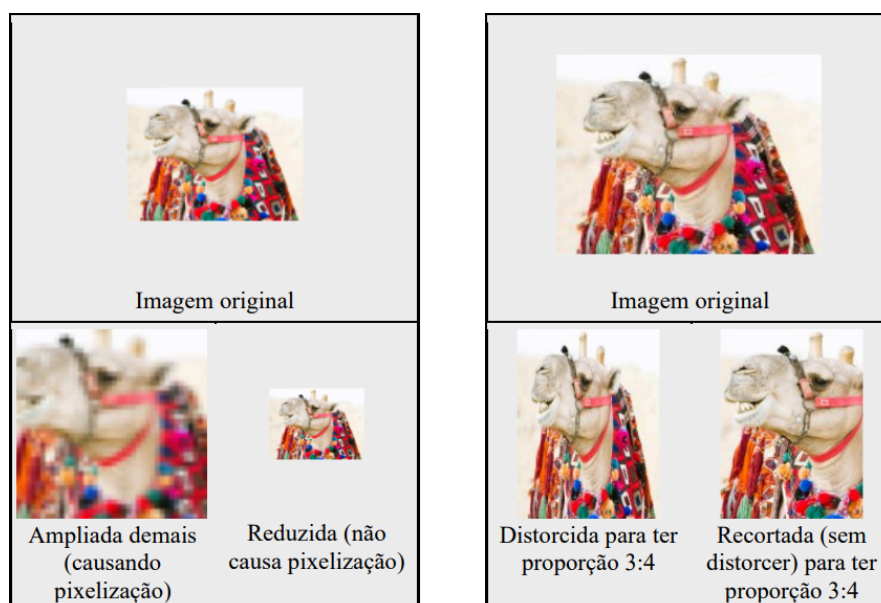 Imagem original
Ampliada demais
(causando
pixelização)
Reduzida (não
causa pixelização)
Imagem original
Distorcida para ter
proporção 3:4
Recortada (sem
distorcer) para ter
proporção 3:4